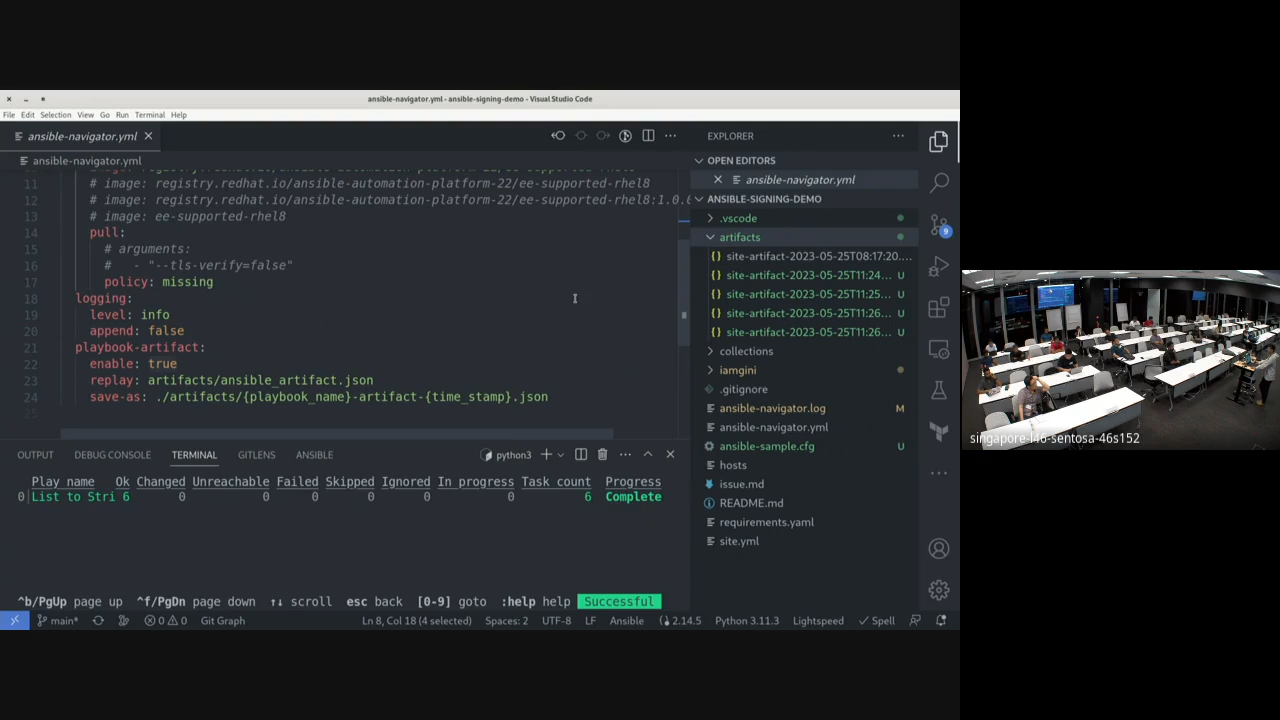 ansible-navigator.yml - ansible-signing-demo - Visual Studio Code
File Edit Selection View Go Run Terminal Help
ansible-navigator.yml
ansible-navigator.yml
11 # image: registry.redhat.io/ansible-automation-platform-22/ee-supported-rhel8
12 # image: registry.redhat.io/ansible-automation-platform-22/ee-supported-rhel8:1.0.0
13 # image: ee-supported-rhel8
14 pull:
15 # arguments:
16 #   - "--tls-verify=false"
17 policy: missing
18 logging:
19 level: info
20 append: false
21 playbook-artifact:
22 enable: true
23 replay: artifacts/ansible_artifact.json
24 save-as: ./artifacts/{playbook_name}-artifact-{time_stamp}.json
25
OUTPUT DEBUG CONSOLE TERMINAL GITLENS ANSIBLE python3
Play name Ok Changed Unreachable Failed Skipped Ignored In progress Task count Progress
0│List to Stri 6 0 0 0 0 0 0 6 Complete
^b/PgUp page up ^f/PgDn page down ↑↓ scroll esc back [0-9] goto :help help Successful
EXPLORER
OPEN EDITORS
ansible-navigator.yml
ANSIBLE-SIGNING-DEMO
.vscode
artifacts
{} site-artifact-2023-05-25T08:17:20....
{} site-artifact-2023-05-25T11:24... U
{} site-artifact-2023-05-25T11:25... U
{} site-artifact-2023-05-25T11:26... U
{} site-artifact-2023-05-25T11:26... U
collections
iamgini
.gitignore
ansible-navigator.log M
ansible-navigator.yml
ansible-sample.cfg U
hosts
issue.md
README.md
requirements.yaml
site.yml
9
main* 0 0 Git Graph Ln 8, Col 18 (4 selected) Spaces: 2 UTF-8 LF Ansible 2.14.5 Python 3.11.3 Lightspeed Spell
singapore-l46-sentosa-46s152